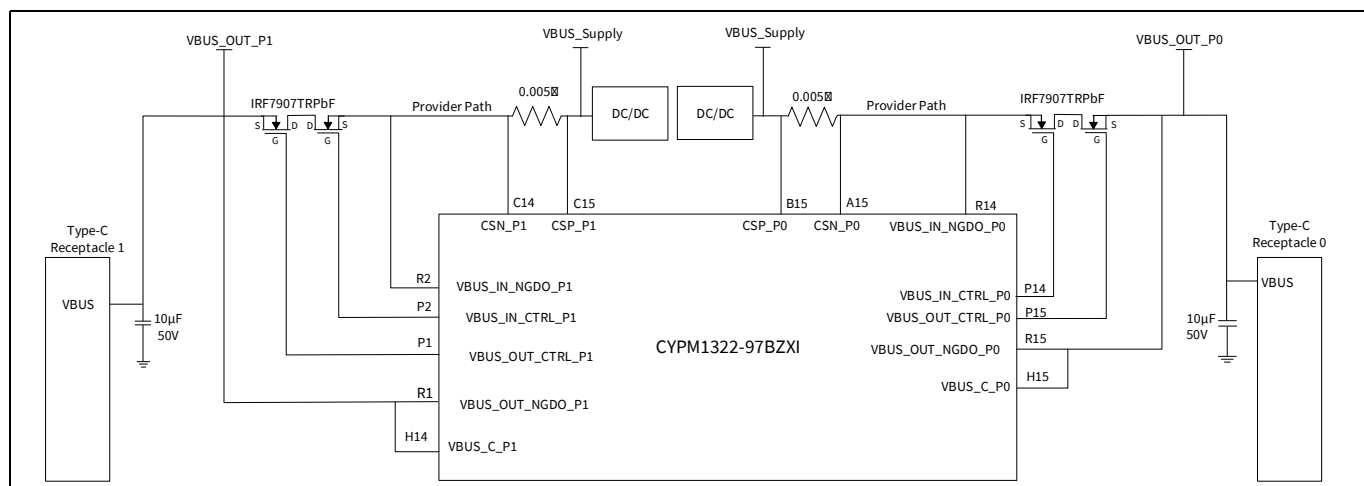 VBUS_Supply
VBUS_Supply
VBUS_OUT_P1
VBUS_OUT_P0
IRF7907TRPbF
Provider Path
0.005
DC/DC
DC/DC
0.005
Provider Path
IRF7907TRPbF
S
G
D
D
G
S
S
G
D
D
G
S
C14
C15
B15
A15
R14
CSN_P1
CSP_P1
CSP_P0
CSN_P0
VBUS_IN_NGDO_P0
Type-C
Receptacle 1
VBUS
10µF
50V
R2
VBUS_IN_NGDO_P1
P2
VBUS_IN_CTRL_P1
P1
VBUS_OUT_CTRL_P1
R1
VBUS_OUT_NGDO_P1
H14
VBUS_C_P1
CYPM1322-97BZXI
VBUS_IN_CTRL_P0
P14
VBUS_OUT_CTRL_P0
P15
VBUS_OUT_NGDO_P0
R15
VBUS_C_P0
H15
10µF
50V
Type-C
Receptacle 0
VBUS